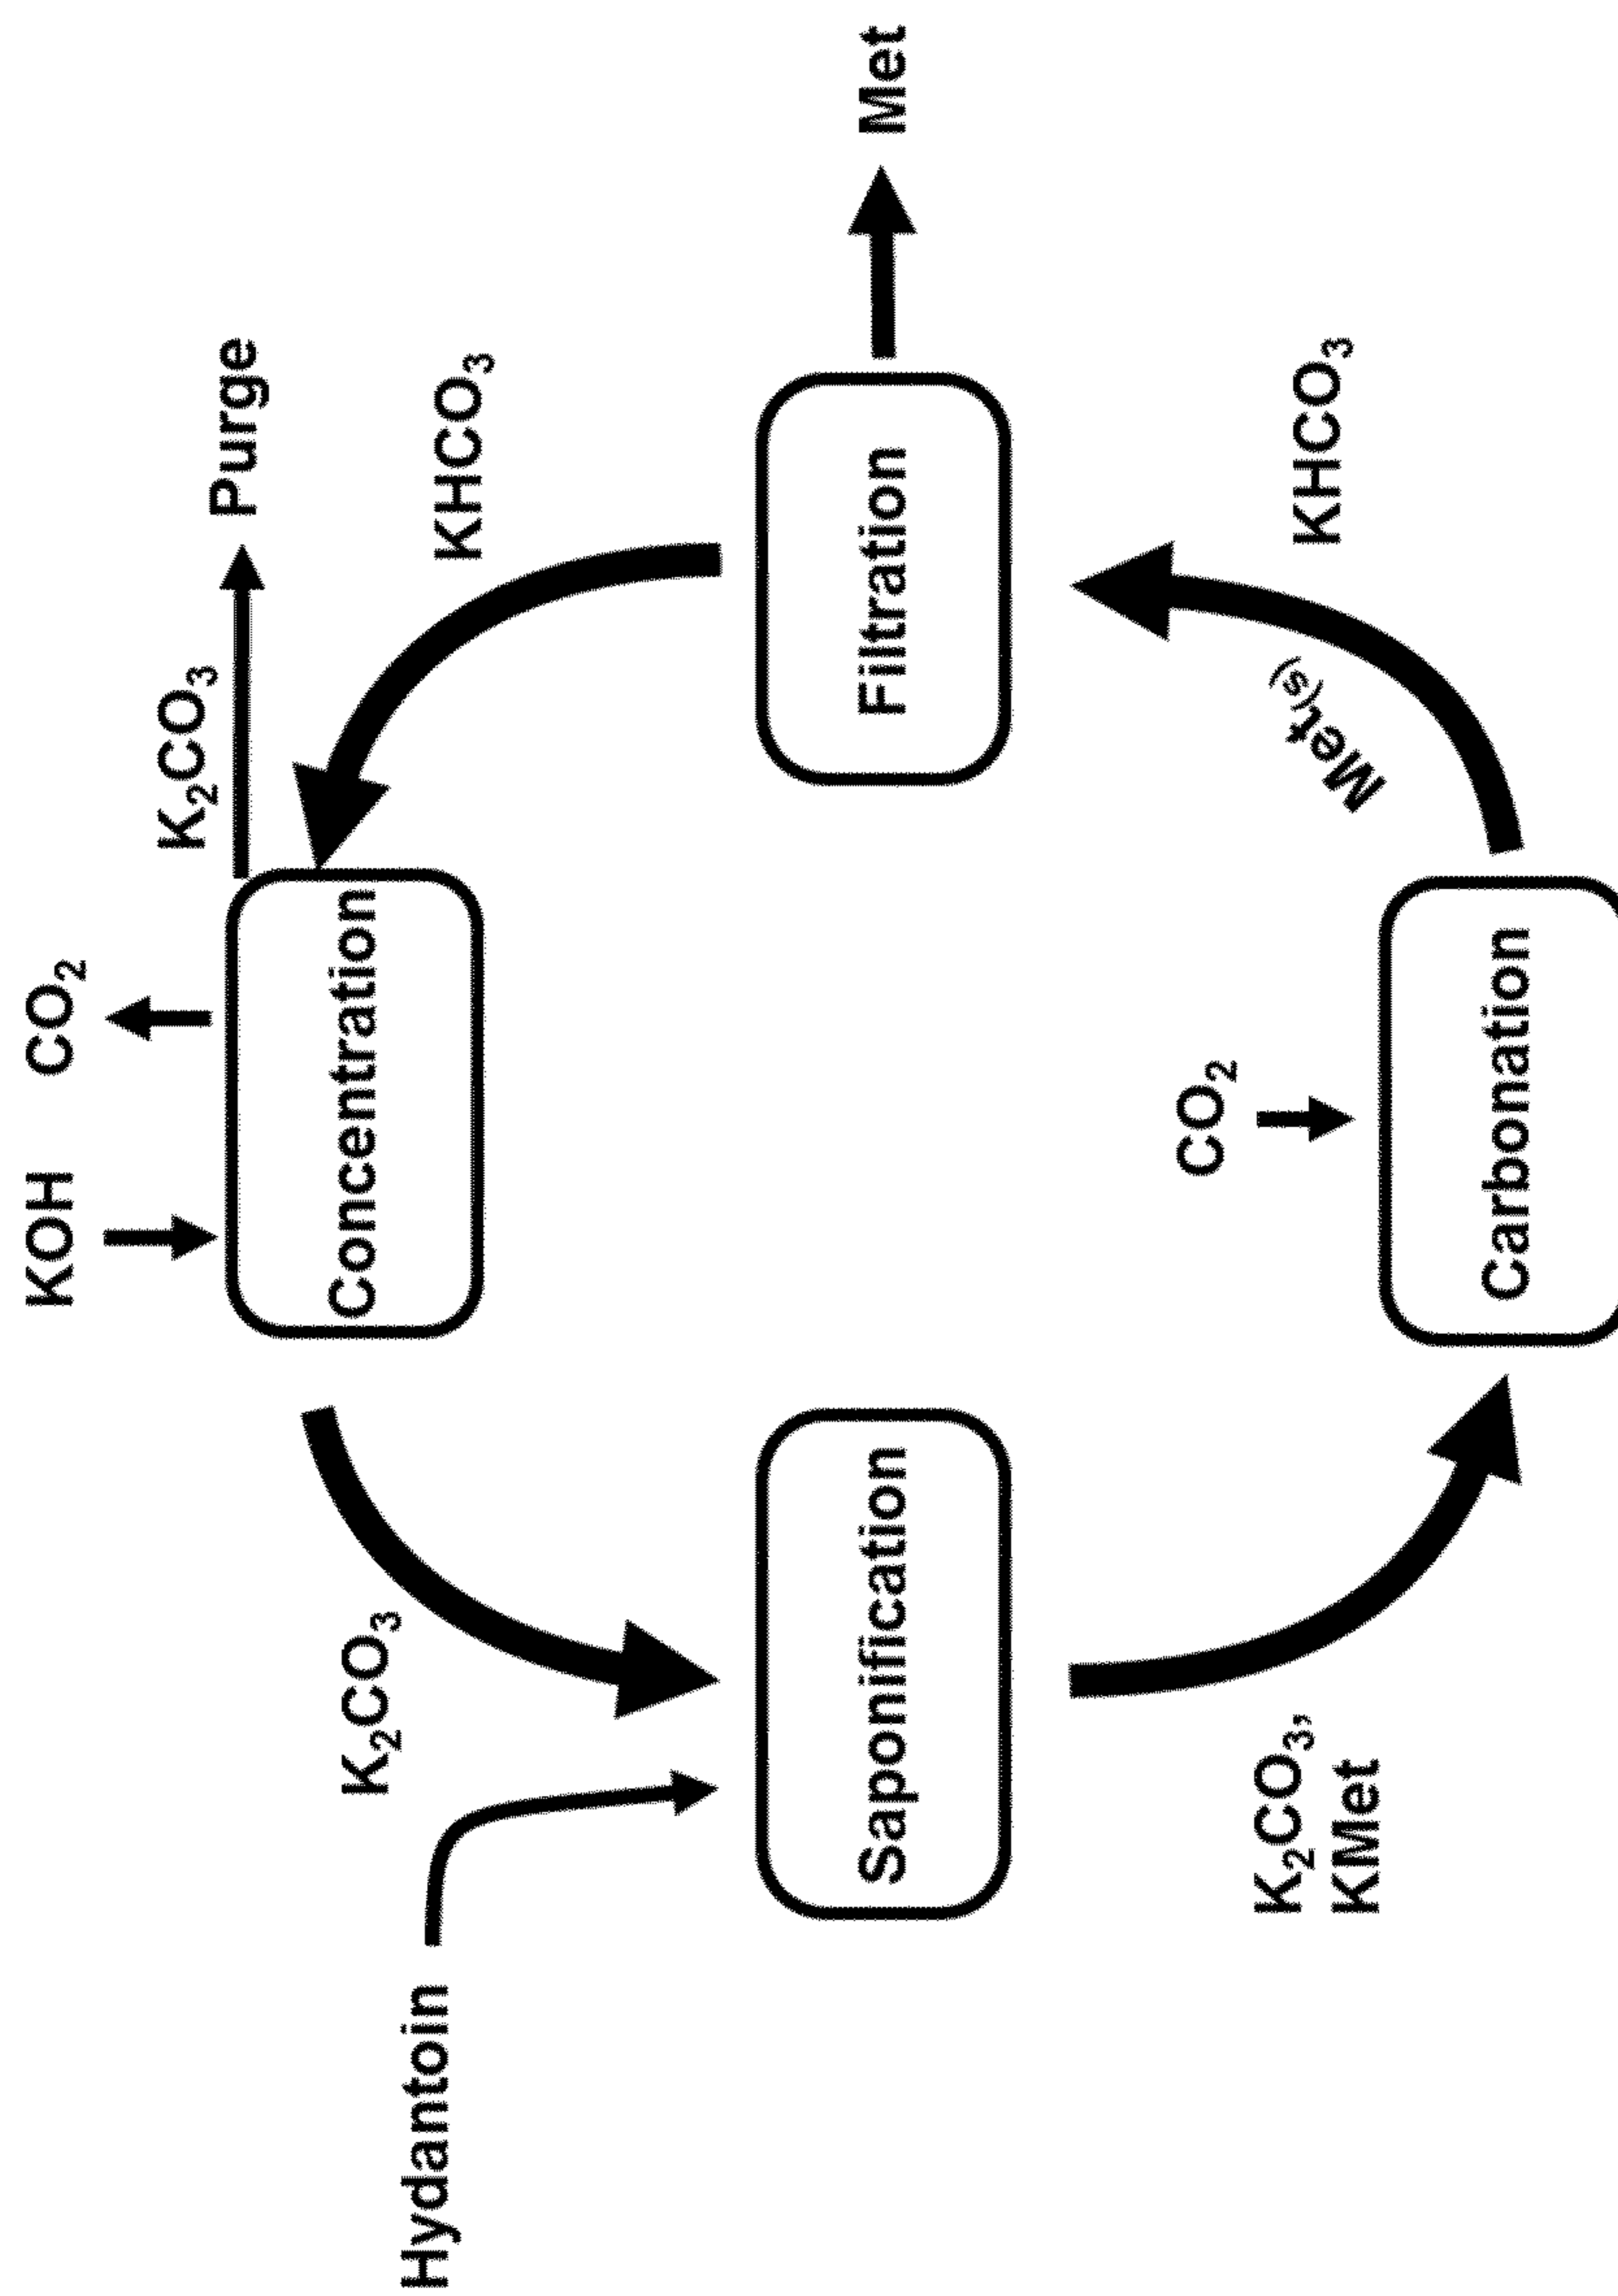 KOH
CO₂
K₂CO₃
Purge
Concentration
K₂CO₃
Hydantoin
KHCO₃
Saponification
Filtration
Met
CO₂
K₂CO₃,
KMet
Met(s)
KHCO₃
Carbonation